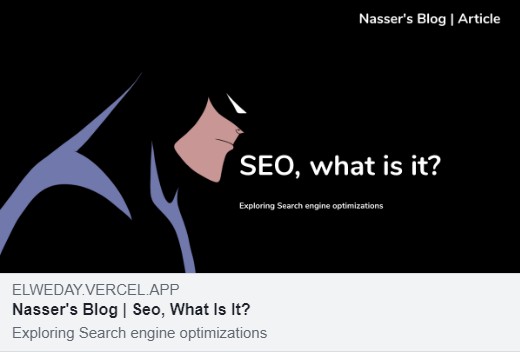 Nasser's Blog | Article
SEO, what is it?
Exploring Search engine optimizations
ELWEDAY.VERCEL.APP
Nasser's Blog | Seo, What Is It?
Exploring Search engine optimizations